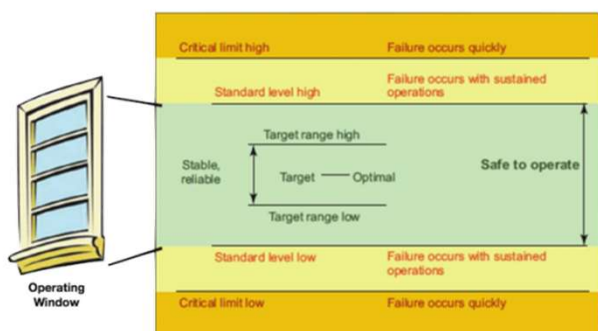 Critical limit high Failure occurs quickly
Standard level high Failure occurs with sustained
operations
Target range high
Stable,
reliable
Target Optimal
Safe to operate
Target range low
Standard level low Failure occurs with sustained
operations
Operating
Window
Critical limit low Failure occurs quickly